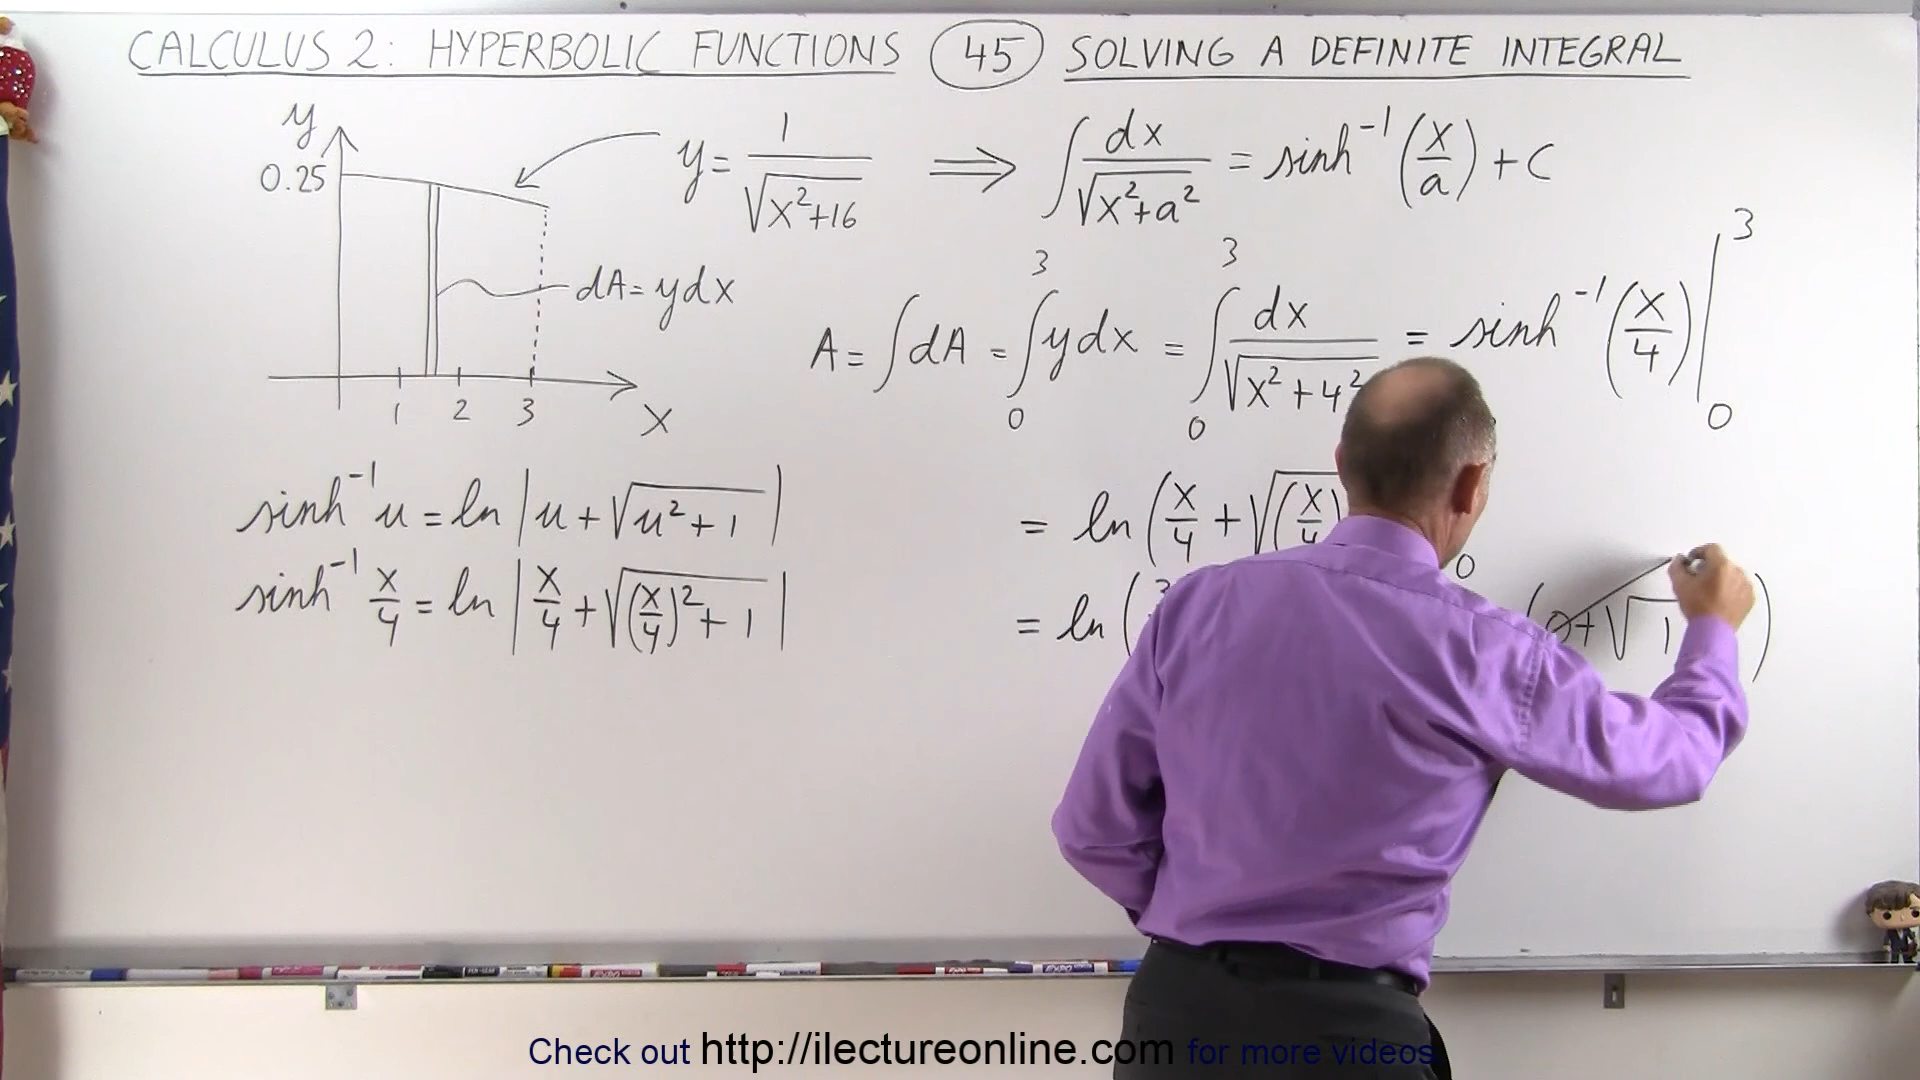 CALCULUS 2: HYPERBOLIC FUNCTIONS 45 SOLVING A DEFINITE INTEGRAL
y
0.25
y = 1/√(x²+16) ⟹ ∫ dx/√(x²+a²) = sinh⁻¹(x/a) + C
dA = ydx
1 2 3
x
A = ∫dA = ∫₀³ ydx = ∫₀³ dx/√(x²+4²) = sinh⁻¹(x/4)|₀³
sinh⁻¹ u = ln |u + √(u²+1)|
= ln (x/4 + √((x/4) 0
sinh⁻¹ x/4 = ln |x/4 + √((x/4)²+1)|
= ln ( (0+√1 )
Check out http://ilectureonline.com for more videos